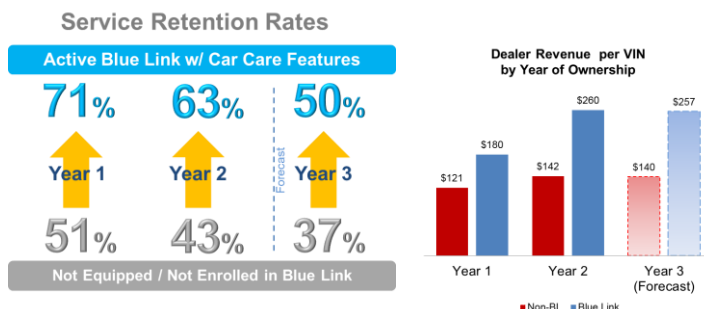 Service Retention Rates
Active Blue Link w/ Car Care Features
71% 63% 50%
Forecast
Year 1 Year 2 Year 3
51% 43% 37%
Not Equipped / Not Enrolled in Blue Link
Dealer Revenue per VIN
by Year of Ownership
$121 $180 $142 $260 $140 $257
Year 1 Year 2 Year 3
(Forecast)
Non-BL Blue Link